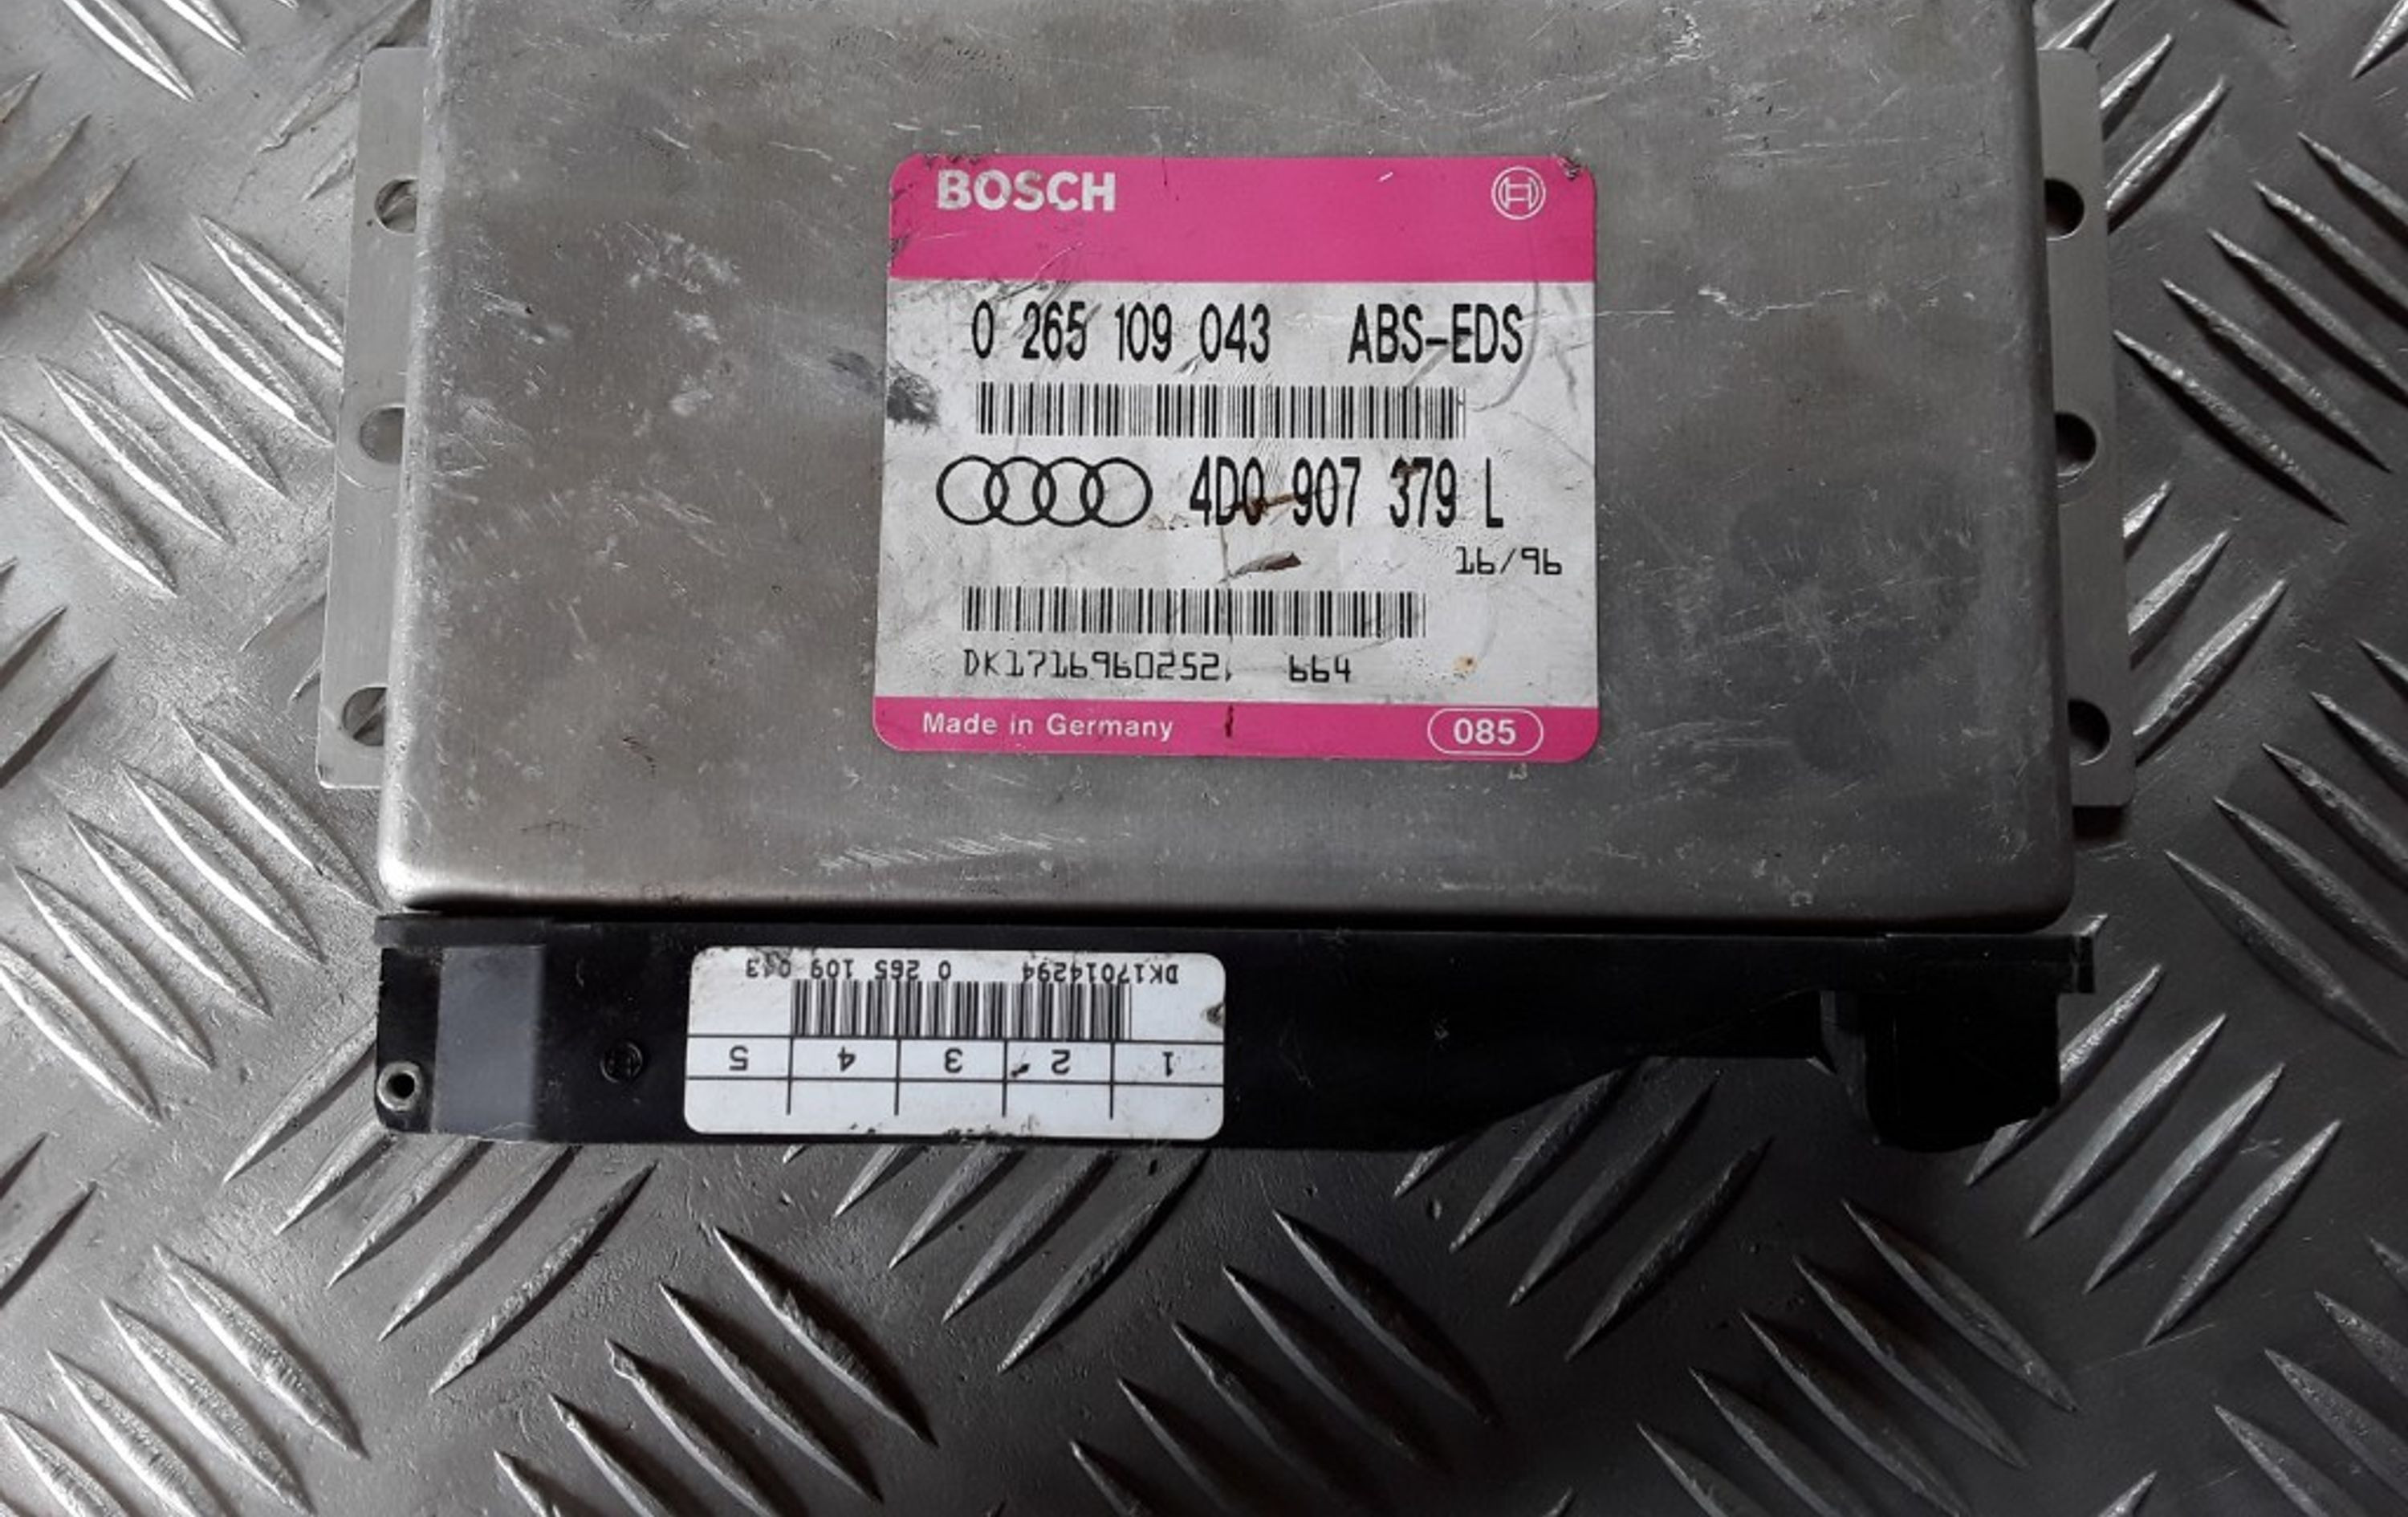 BOSCH
0 265 109 043 ABS-EDS
4D0 907 379 L
16/96
DK1716960252, 664
Made in Germany 085
DK17014294 0 265 109 043
1 2 3 4 5